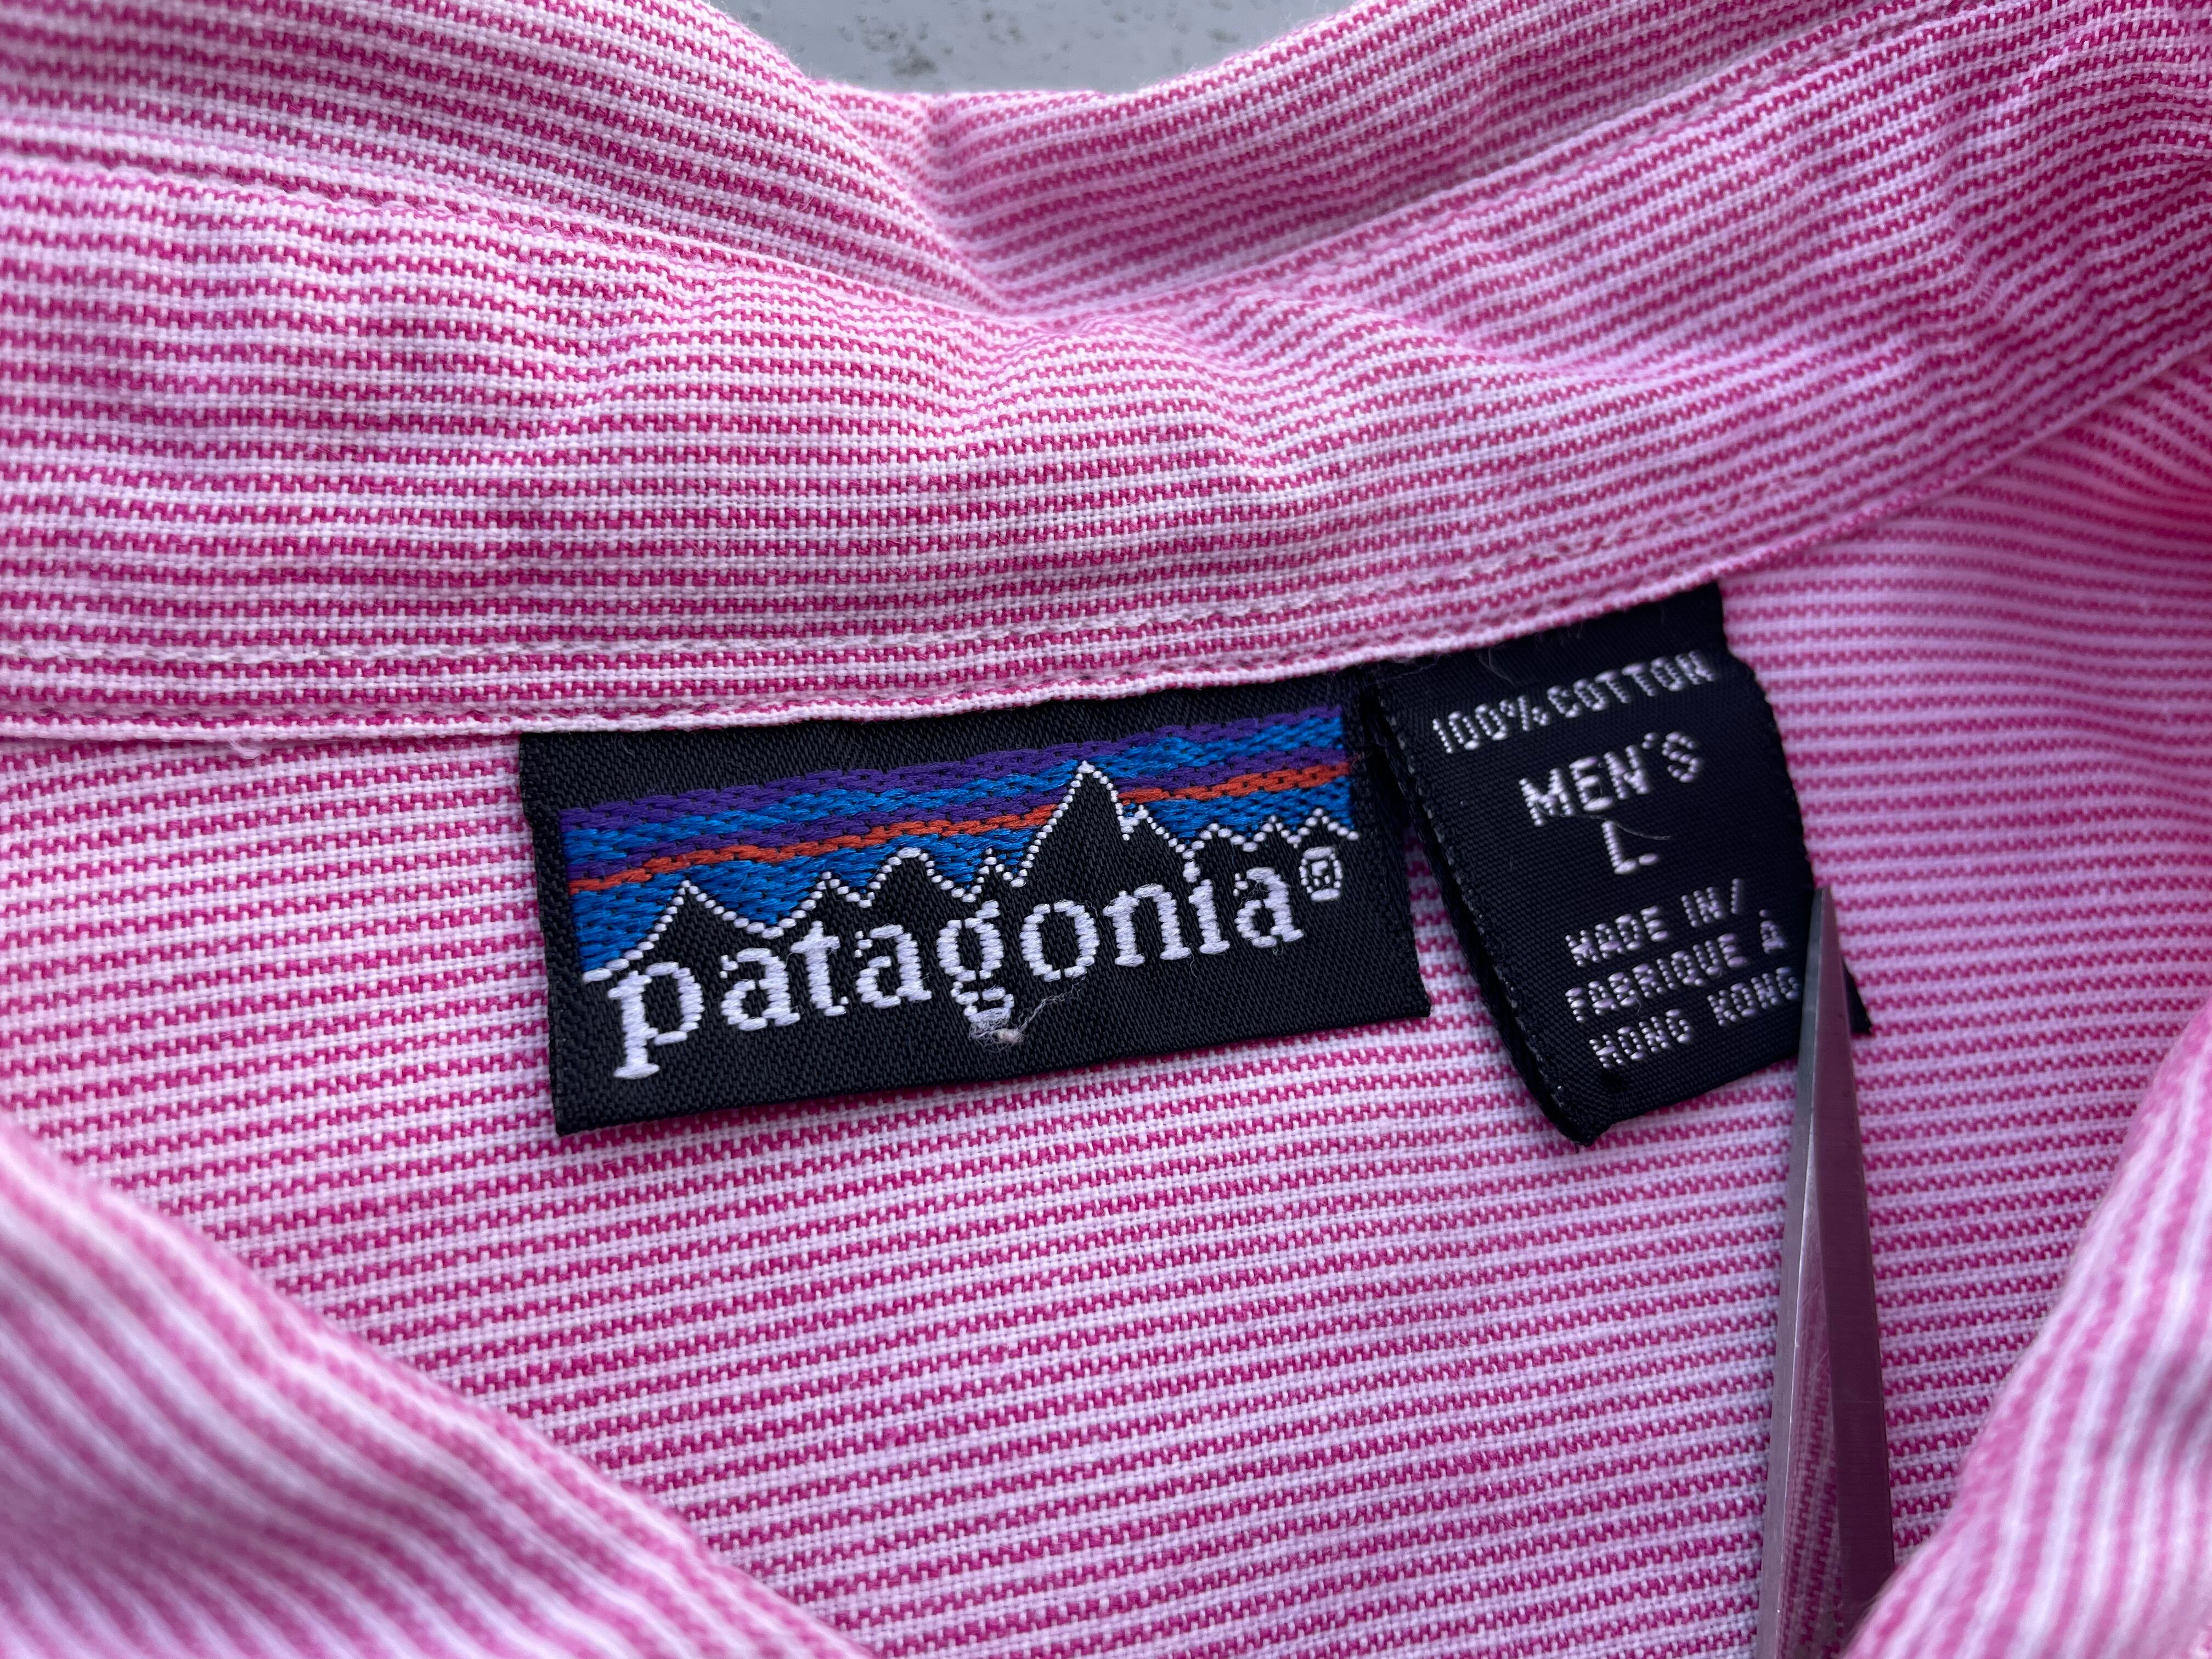 patagonia®
100% COTTON
MEN'S
L
MADE IN/
FABRIQUE À
HONG KONG